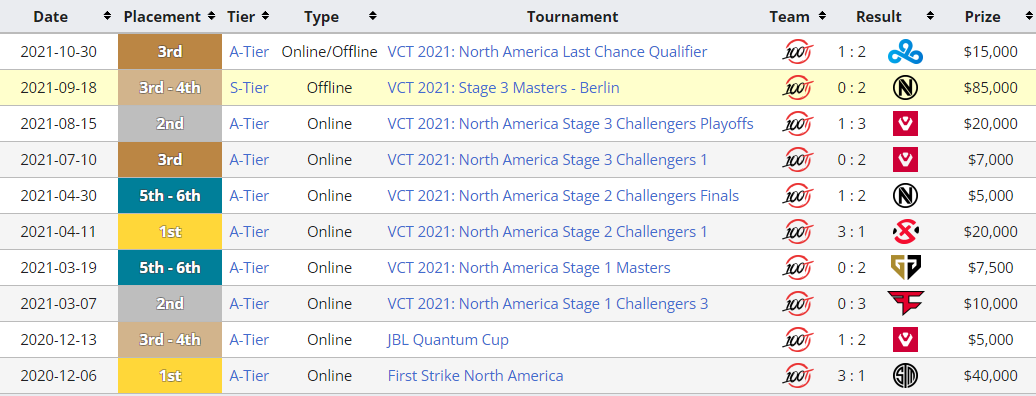 Date Placement Tier Type Tournament Team Result Prize
2021-10-30 3rd A-Tier Online/Offline VCT 2021: North America Last Chance Qualifier 100T 1 : 2 $15,000
2021-09-18 3rd - 4th S-Tier Offline VCT 2021: Stage 3 Masters - Berlin 100T 0 : 2 $85,000
2021-08-15 2nd A-Tier Online VCT 2021: North America Stage 3 Challengers Playoffs 100T 1 : 3 $20,000
2021-07-10 3rd A-Tier Online VCT 2021: North America Stage 3 Challengers 1 100T 0 : 2 $7,000
2021-04-30 5th - 6th A-Tier Online VCT 2021: North America Stage 2 Challengers Finals 100T 1 : 2 $5,000
2021-04-11 1st A-Tier Online VCT 2021: North America Stage 2 Challengers 1 100T 3 : 1 $20,000
2021-03-19 5th - 6th A-Tier Online VCT 2021: North America Stage 1 Masters 100T 0 : 2 $7,500
2021-03-07 2nd A-Tier Online VCT 2021: North America Stage 1 Challengers 3 100T 0 : 3 $10,000
2020-12-13 3rd - 4th A-Tier Online JBL Quantum Cup 100T 1 : 2 $5,000
2020-12-06 1st A-Tier Online First Strike North America 100T 3 : 1 $40,000